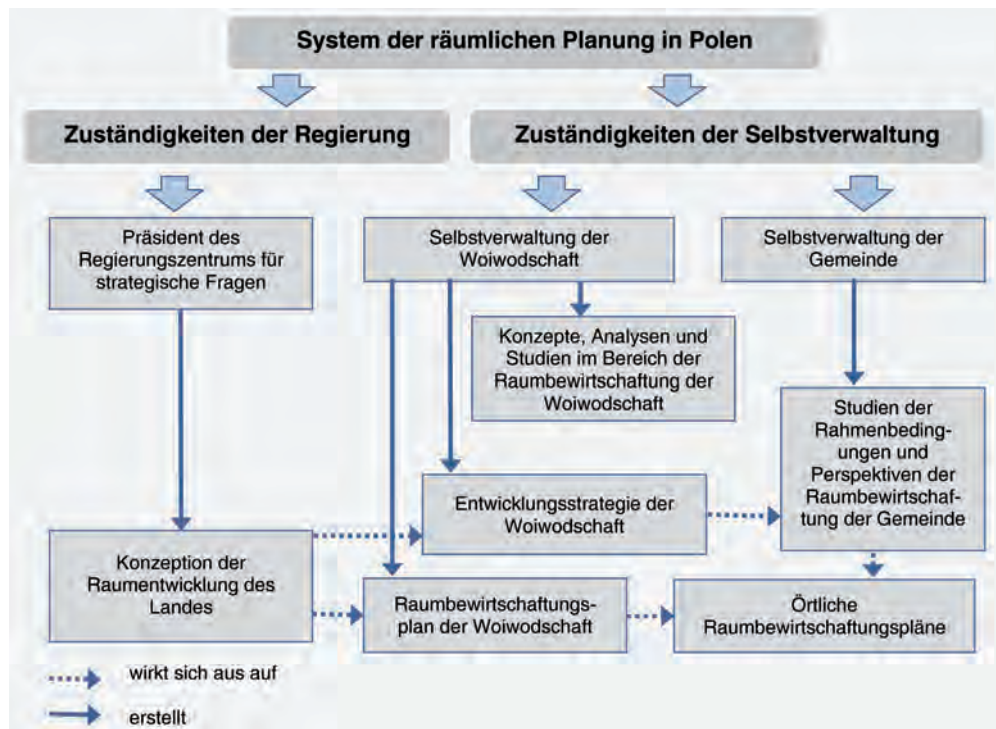 System der räumlichen Planung in Polen
Zuständigkeiten der Regierung
Zuständigkeiten der Selbstverwaltung
Präsident des
Regierungszentrums für
strategische Fragen
Selbstverwaltung der
Woiwodschaft
Selbstverwaltung der
Gemeinde
Konzepte, Analysen und
Studien im Bereich der
Raumbewirtschaftung der
Woiwodschaft
Studien der
Rahmenbeding-
ungen und
Perspektiven der
Raumbewirtschaf-
tung der Gemeinde
Entwicklungsstrategie der
Woiwodschaft
Konzeption der
Raumentwicklung des
Landes
Raumbewirtschaftungs-
plan der Woiwodschaft
Örtliche
Raumbewirtschaftungspläne
wirkt sich aus auf
erstellt